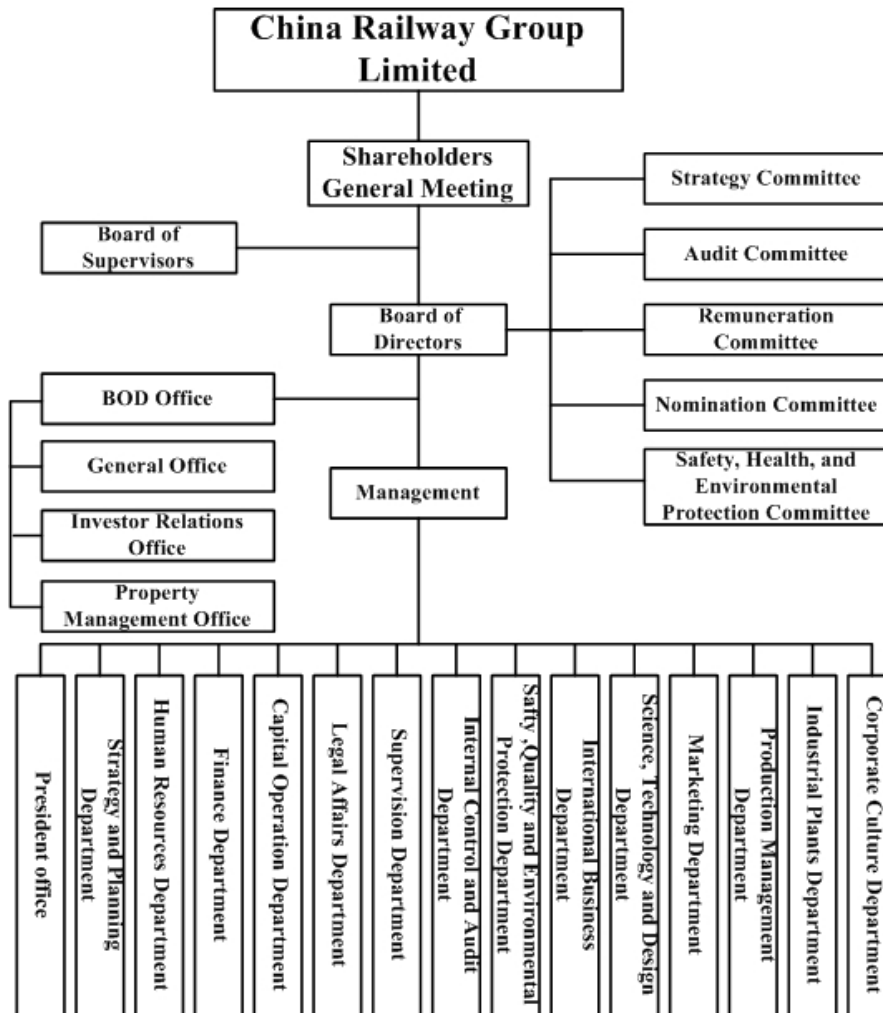 China Railway Group
Limited
Shareholders
General Meeting
Strategy Committee
Board of
Supervisors
Audit Committee
Board of
Directors
Remuneration
Committee
BOD Office
Nomination Committee
General Office
Management
Safety, Health, and
Environmental
Protection Committee
Investor Relations
Office
Property
Management Office
President office
Strategy and Planning
Department
Human Resources Department
Finance Department
Capital Operation Department
Legal Affairs Department
Supervision Department
Internal Control and Audit
Department
Safty ,Quality and Environmental
Protection Department
International Business
Department
Science, Technology and Design
Department
Marketing Department
Production Management
Department
Industrial Plants Department
Corporate Culture Department